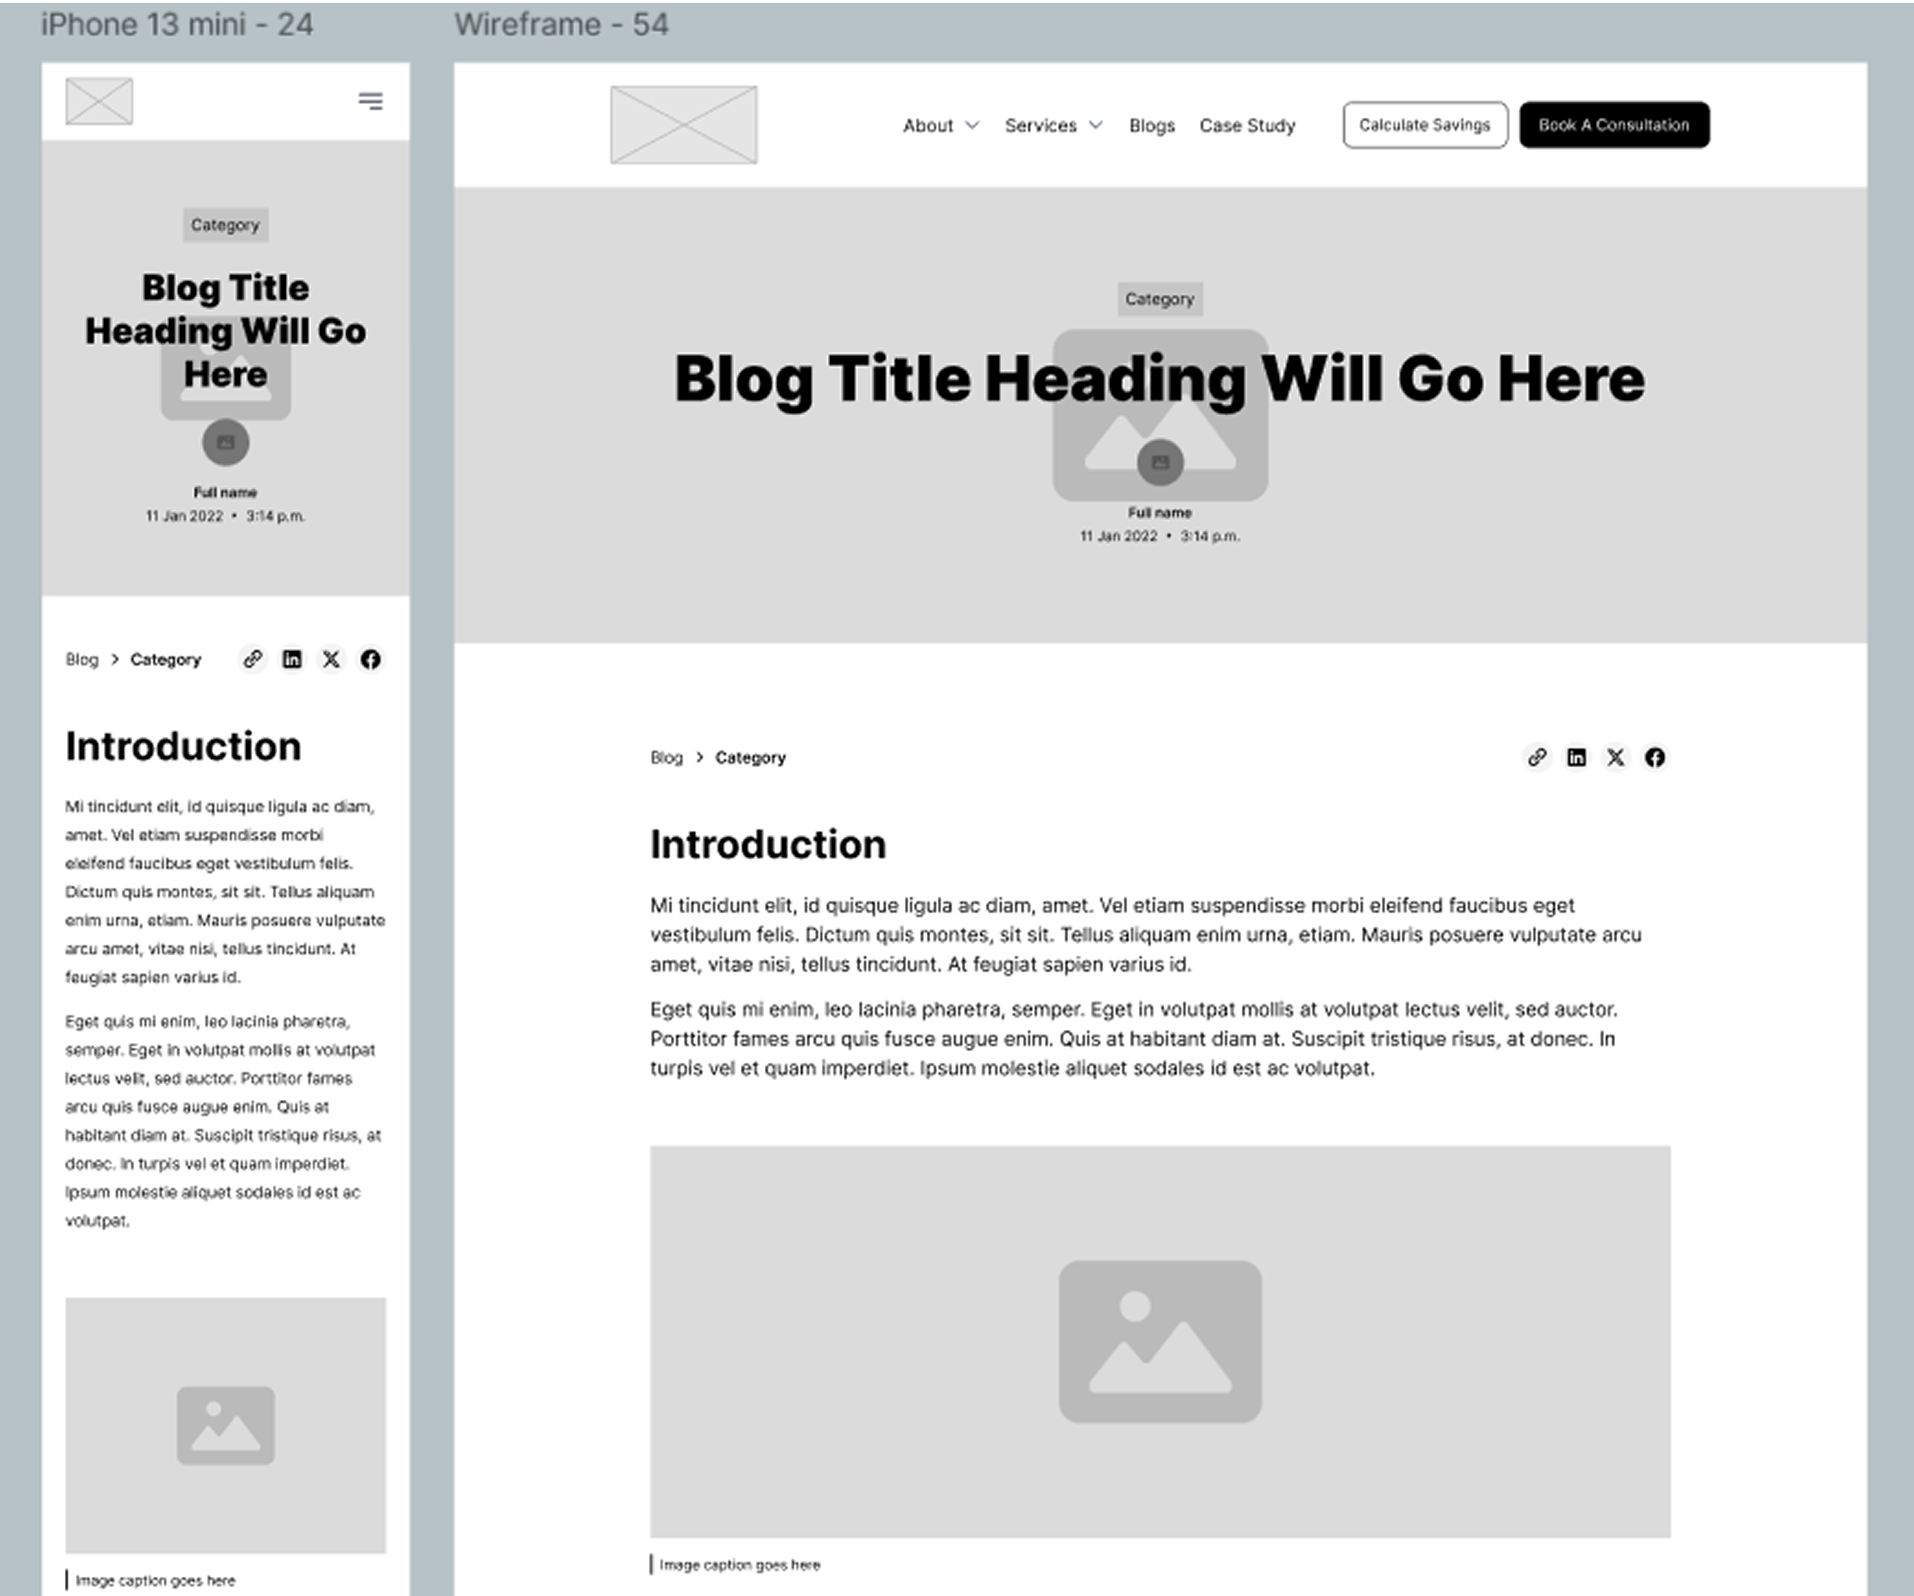 iPhone 13 mini - 24
Category
Blog Title
Heading Will Go
Here
Full name
11 Jan 2022 • 3:14 p.m.
Blog > Category
Introduction
Mi tincidunt elit, id quisque ligula ac diam,
amet. Vel etiam suspendisse morbi
eleifend faucibus eget vestibulum felis.
Dictum quis montes, sit sit. Tellus aliquam
enim urna, etiam. Mauris posuere vulputate
arcu amet, vitae nisi, tellus tincidunt. At
feugiat sapien varius id.
Eget quis mi enim, leo lacinia pharetra,
semper. Eget in volutpat mollis at volutpat
lectus velit, sed auctor. Porttitor fames
arcu quis fusce augue enim. Quis at
habitant diam at. Suscipit tristique risus, at
donec. In turpis vel et quam imperdiet.
Ipsum molestie aliquet sodales id est ac
volutpat.
Image caption goes here
Wireframe - 54
About Services Blogs Case Study Calculate Savings Book A Consultation
Category
Blog Title Heading Will Go Here
Full name
11 Jan 2022 • 3:14 p.m.
Blog > Category
Introduction
Mi tincidunt elit, id quisque ligula ac diam, amet. Vel etiam suspendisse morbi eleifend faucibus eget
vestibulum felis. Dictum quis montes, sit sit. Tellus aliquam enim urna, etiam. Mauris posuere vulputate arcu
amet, vitae nisi, tellus tincidunt. At feugiat sapien varius id.
Eget quis mi enim, leo lacinia pharetra, semper. Eget in volutpat mollis at volutpat lectus velit, sed auctor.
Porttitor fames arcu quis fusce augue enim. Quis at habitant diam at. Suscipit tristique risus, at donec. In
turpis vel et quam imperdiet. Ipsum molestie aliquet sodales id est ac volutpat.
Image caption goes here